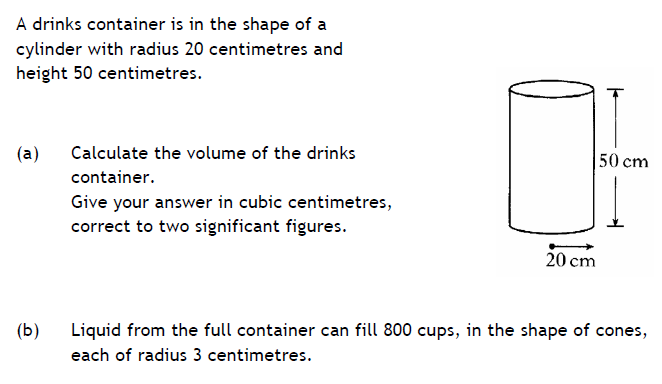 A drinks container is in the shape of a
cylinder with radius 20 centimetres and
height 50 centimetres.
(a) Calculate the volume of the drinks
container.
Give your answer in cubic centimetres,
correct to two significant figures.
50 cm
20 cm
(b) Liquid from the full container can fill 800 cups, in the shape of cones,
each of radius 3 centimetres.